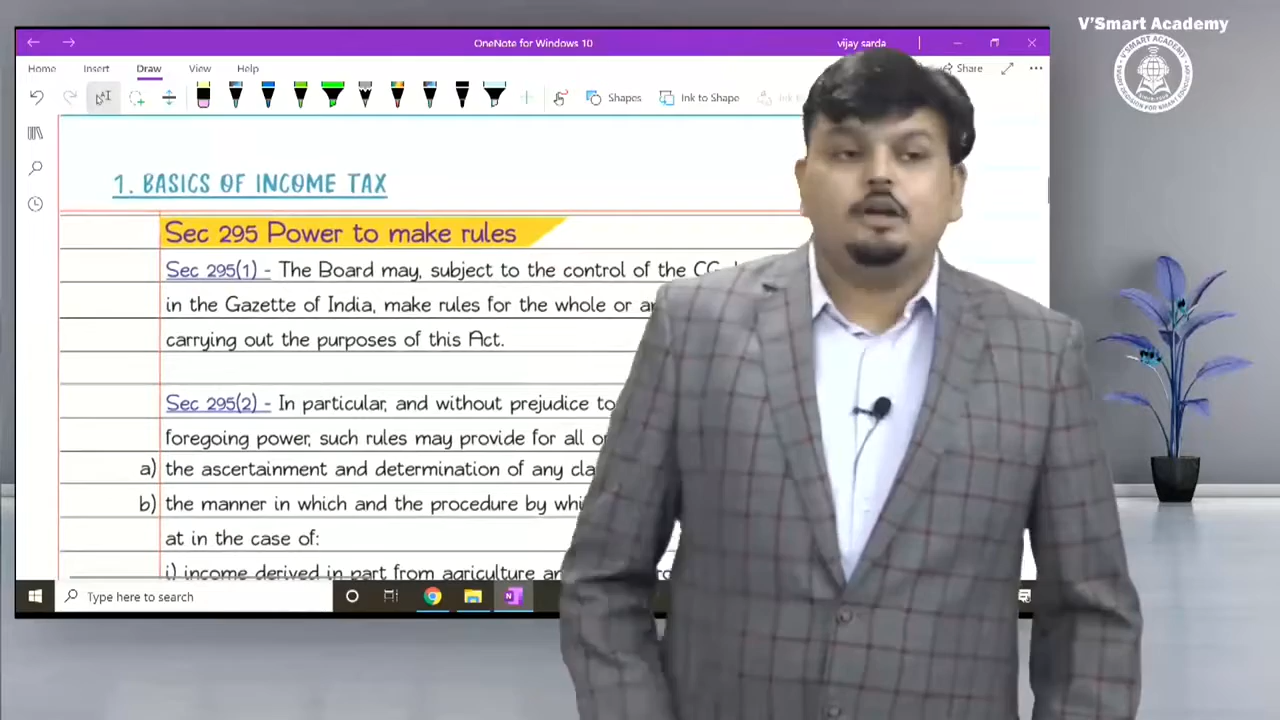 V'Smart Academy
OneNote for Windows 10
vijay sarda
Home Insert Draw View Help
Share
Shapes Ink to Shape Ink
1. BASICS OF INCOME TAX
Sec 295 Power to make rules
Sec 295(1) - The Board may, subject to the control of the CG
in the Gazette of India, make rules for the whole or
carrying out the purposes of this Act.
Sec 295(2) - In particular, and without prejudice to
foregoing power, such rules may provide for all
a) the ascertainment and determination of any
b) the manner in which and the procedure by
at in the case of:
i) income derived in part from agriculture
Type here to search